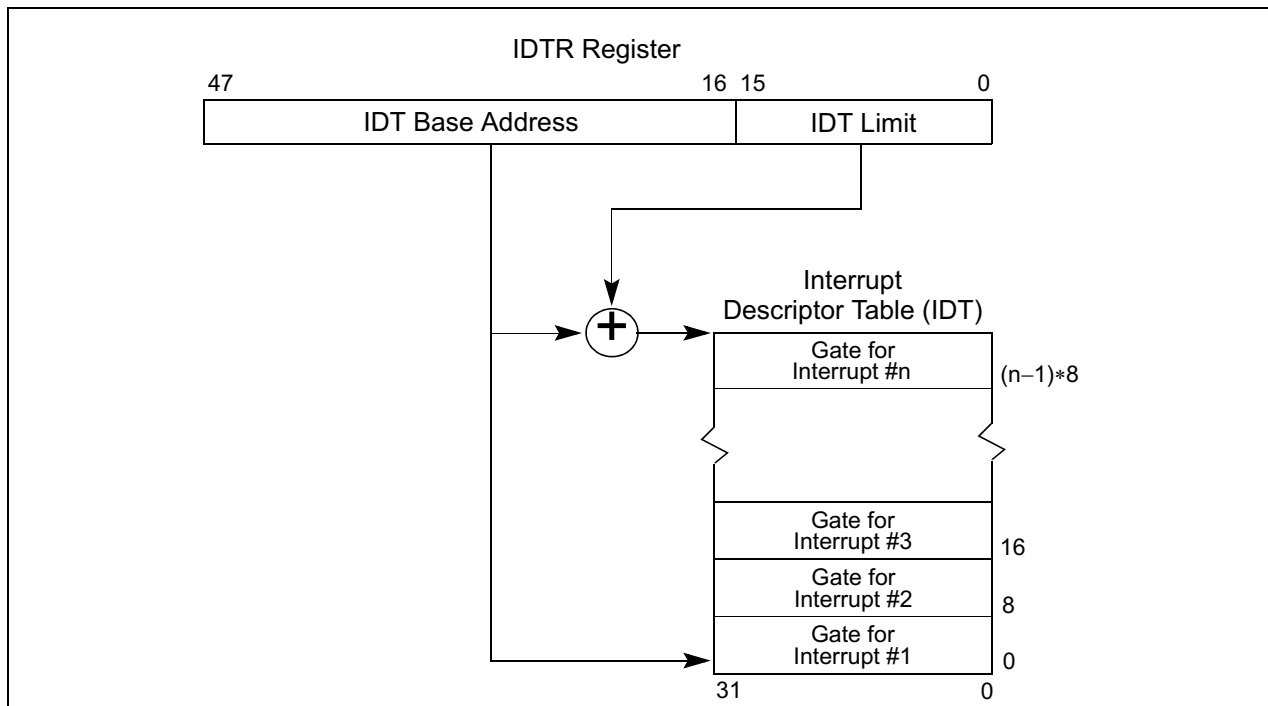 IDTR Register
47 16 15 0
IDT Base Address IDT Limit
Interrupt
Descriptor Table (IDT)
+
Gate for
Interrupt #n
(n−1)∗8
Gate for
Interrupt #3
16
Gate for
Interrupt #2
8
Gate for
Interrupt #1
0
31 0